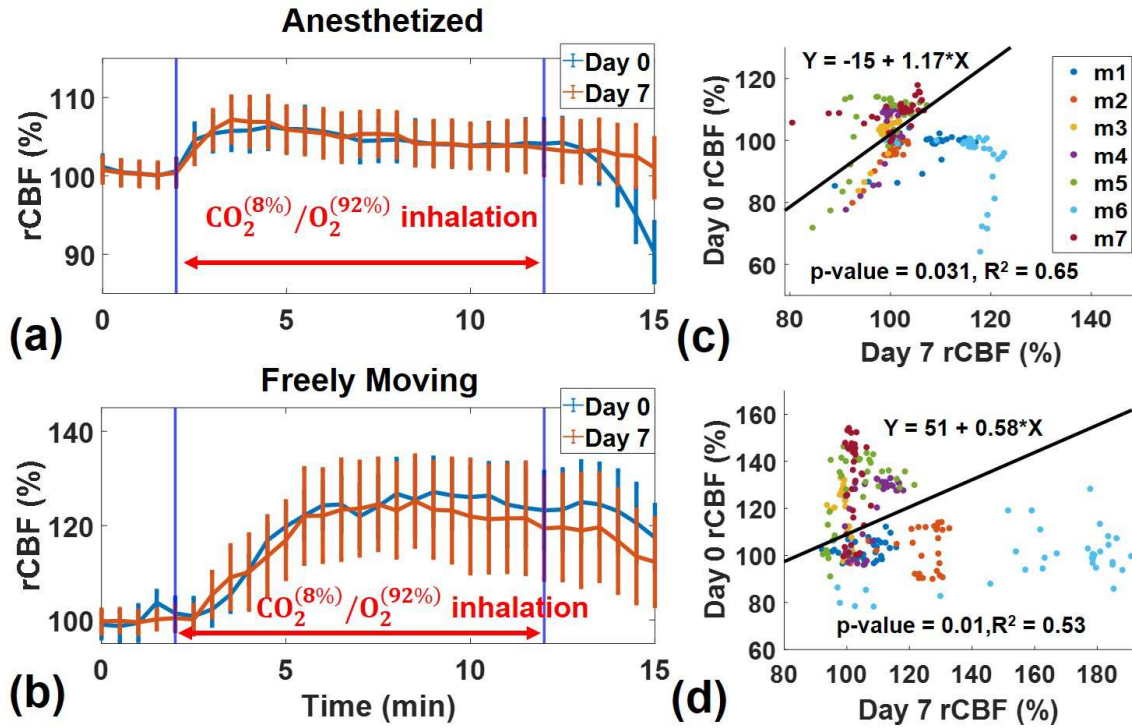 Anesthetized
(a)
rCBF (%)
110
100
90
Day 0
Day 7
CO₂^(8%)/O₂^(92%) inhalation
0
5
10
15
(c)
Day 0 rCBF (%)
120
100
80
60
Y = -15 + 1.17*X
m1
m2
m3
m4
m5
m6
m7
p-value = 0.031, R² = 0.65
80
100
120
140
Day 7 rCBF (%)
Freely Moving
(b)
rCBF (%)
140
120
100
Day 0
Day 7
CO₂^(8%)/O₂^(92%) inhalation
0
5
10
15
Time (min)
(d)
Day 0 rCBF (%)
160
140
120
100
80
60
Y = 51 + 0.58*X
p-value = 0.01,R² = 0.53
80
100
120
140
160
180
Day 7 rCBF (%)